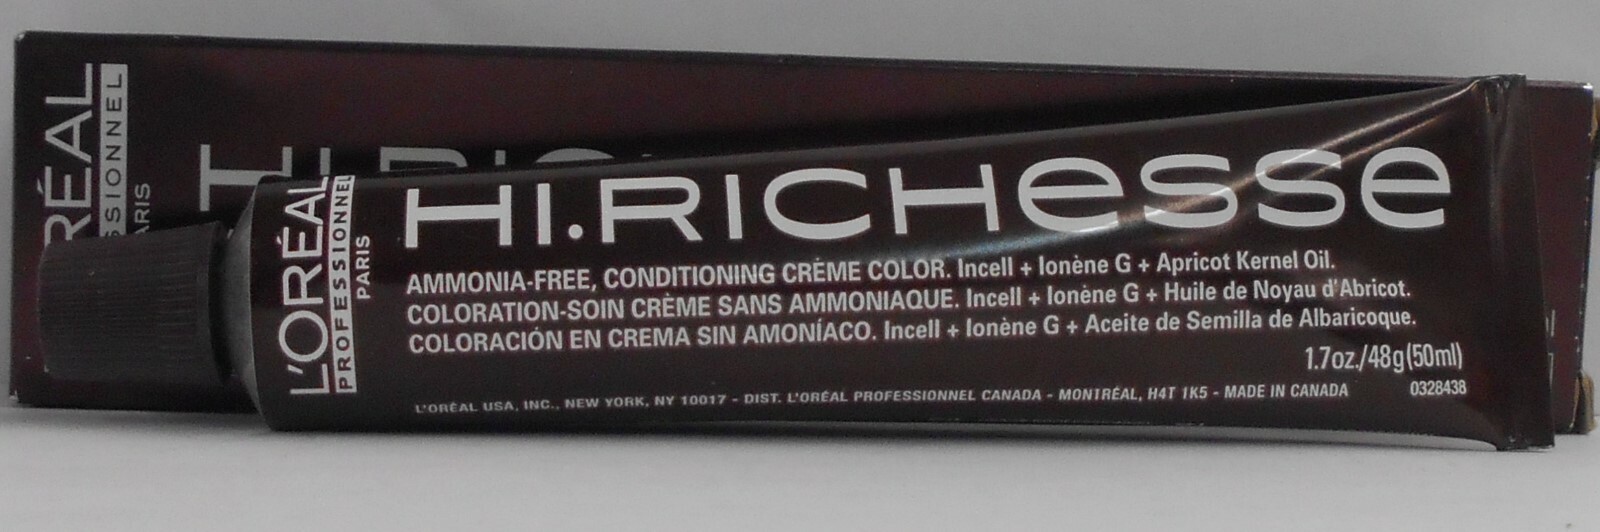 L'ORÉAL
PROFESSIONNEL
PARIS
HI.RICHESSE
AMMONIA-FREE, CONDITIONING CRÈME COLOR. Incell + Ionène G + Apricot Kernel Oil.
COLORATION-SOIN CRÈME SANS AMMONIAQUE. Incell + Ionène G + Huile de Noyau d'Abricot.
COLORACIÓN EN CREMA SIN AMONÍACO. Incell + Ionène G + Aceite de Semilla de Albaricoque.
1.7oz./48g(50ml)
L'ORÉAL USA, INC., NEW YORK, NY 10017 - DIST. L'ORÉAL PROFESSIONNEL CANADA - MONTRÉAL, H4T 1K5 - MADE IN CANADA 0328438